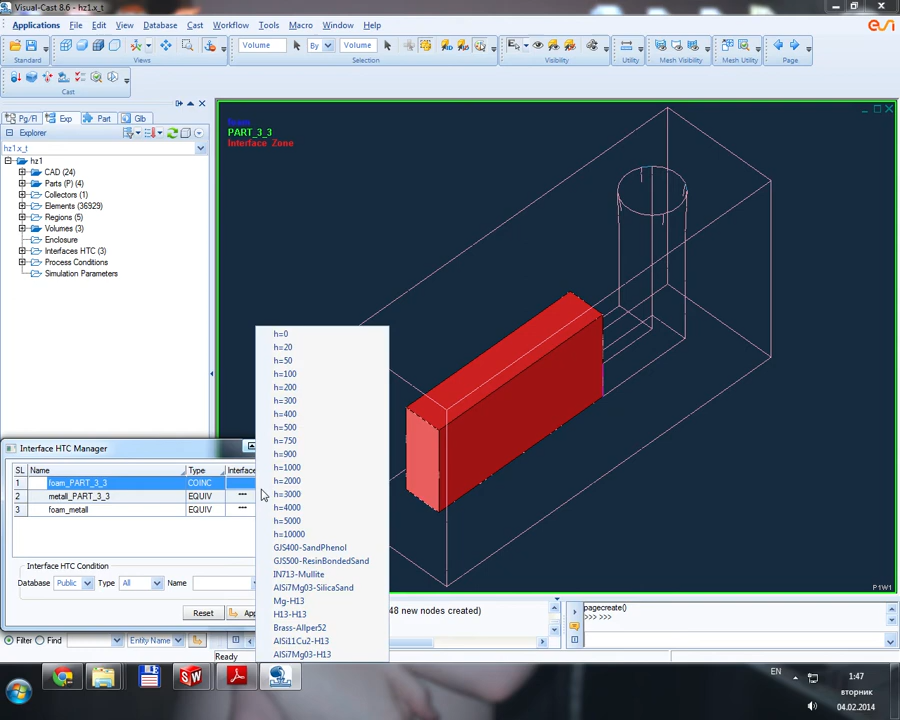 Visual-Cast 8.6 - hz1.x_t
Applications File Edit View Database Cast Workflow Tools Macro Window Help
esi
Volume By Volume
Standard Views Selection Visibility Utility Mesh Visibility Mesh Utility Page
Cast
Pg/Fl Exp Part Glb
Explorer
hz1.x_t
hz1
CAD (24)
Parts (P) (4)
Collectors (1)
Elements (36929)
Regions (5)
Volumes (3)
Enclosure
Interfaces HTC (3)
Process Conditions
Simulation Parameters
foam
PART_3_3
Interface Zone
P1W1
h=0
h=20
h=50
h=100
h=200
h=300
h=400
h=500
h=750
h=900
h=1000
h=2000
h=3000
h=4000
h=5000
h=10000
GJS400-SandPhenol
GJS500-ResinBondedSand
IN713-Mullite
AlSi7Mg03-SilicaSand
Mg-H13
H13-H13
Brass-Allper52
AlSi11Cu2-H13
AlSi7Mg03-H13
Interface HTC Manager
SL Name Type Interface
1 foam_PART_3_3 COINC
2 metall_PART_3_3 EQUIV ---
3 foam_metall EQUIV ---
Interface HTC Condition
Database Public Type All Name
Reset App
48 new nodes created)
pagecreate()
>>> >>>
Filter Find Entity Name
Ready
EN
1:47
вторник
04.02.2014